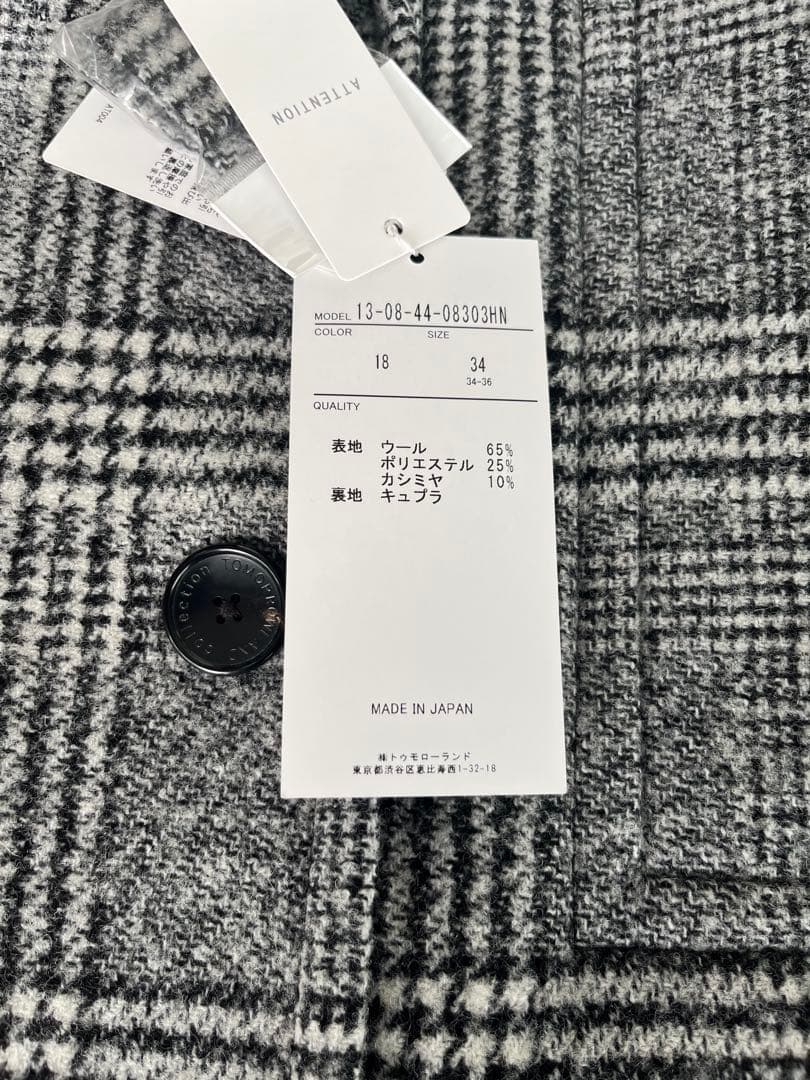 ATTENTION
AT004
MODEL 13-08-44-08303HN
COLOR SIZE
18 34
34-36
QUALITY
表地 ウール 65%
ポリエステル 25%
カシミヤ 10%
裏地 キュプラ
MADE IN JAPAN
㈱トゥモローランド
東京都渋谷区恵比寿西1-32-18
TOMORROWLAND collection